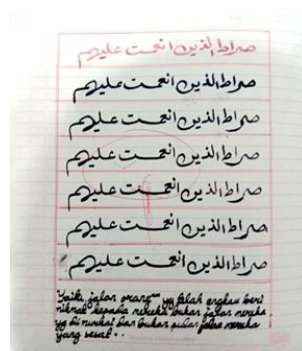 صراط الذين انعمت عليهم
صراط الذين انعمت عليهم
صراط الذين انعمت عليهم
صراط الذين انعمت عليهم
صراط الذين انعمت عليهم
صراط الذين انعمت عليهم
صراط الذين انعمت عليهم
Yaitu jalan orang" yg telah engkau beri
nikmat kepada mereka bukan jalan mereka
yg di murkai dan bukan pula jalan mereka
yang sesat...